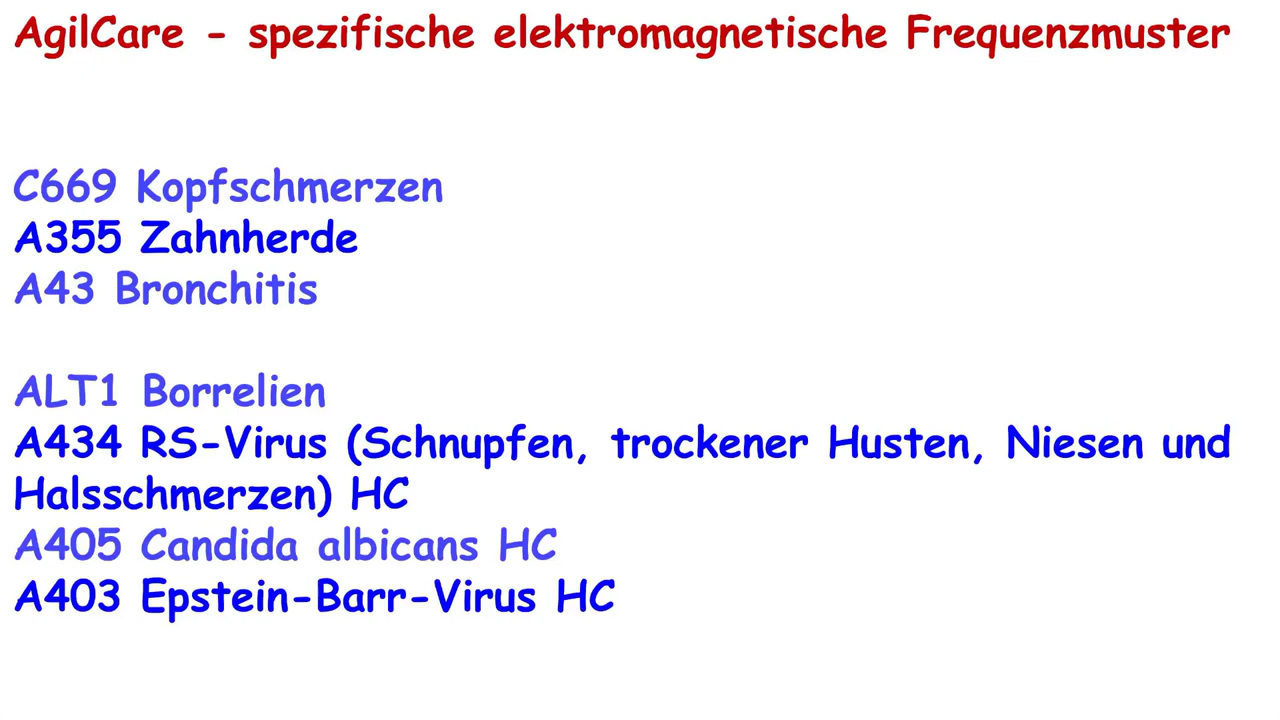 AgilCare - spezifische elektromagnetische Frequenzmuster
C669 Kopfschmerzen
A355 Zahnherde
A43 Bronchitis
ALT1 Borrelien
A434 RS-Virus (Schnupfen, trockener Husten, Niesen und
Halsschmerzen) HC
A405 Candida albicans HC
A403 Epstein-Barr-Virus HC